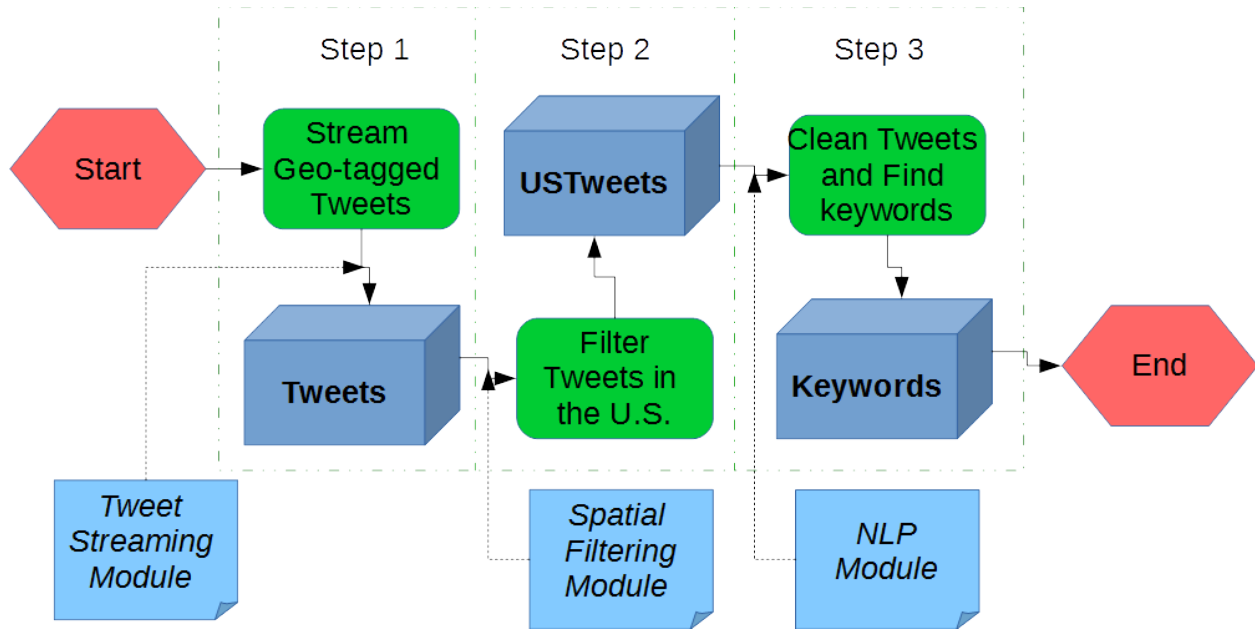 Step 1
Step 2
Step 3
Start
Stream
Geo-tagged
Tweets
USTweets
Clean Tweets
and Find
keywords
Tweets
Filter
Tweets in
the U.S.
Keywords
End
Tweet
Streaming
Module
Spatial
Filtering
Module
NLP
Module